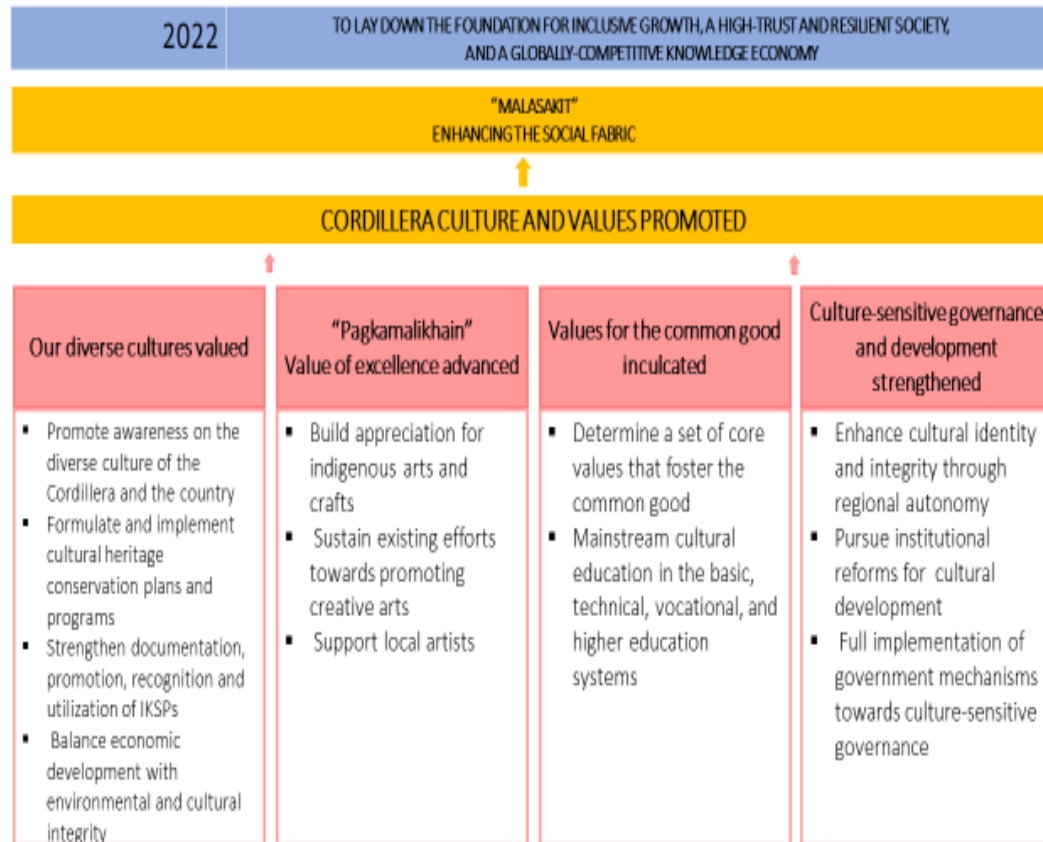 2022
TO LAY DOWN THE FOUNDATION FOR INCLUSIVE GROWTH, A HIGH-TRUST AND RESILIENT SOCIETY,
AND A GLOBALLY-COMPETITIVE KNOWLEDGE ECONOMY
"MALASAKIT"
ENHANCING THE SOCIAL FABRIC
CORDILLERA CULTURE AND VALUES PROMOTED
Our diverse cultures valued
▪ Promote awareness on the
diverse culture of the
Cordillera and the country
▪ Formulate and implement
cultural heritage
conservation plans and
programs
▪ Strengthen documentation,
promotion, recognition and
utilization of IKSPs
▪ Balance economic
development with
environmental and cultural
integrity
"Pagkamalikhain"
Value of excellence advanced
▪ Build appreciation for
indigenous arts and
crafts
▪ Sustain existing efforts
towards promoting
creative arts
▪ Support local artists
Values for the common good
inculcated
▪ Determine a set of core
values that foster the
common good
▪ Mainstream cultural
education in the basic,
technical, vocational, and
higher education
systems
Culture-sensitive governance
and development
strengthened
▪ Enhance cultural identity
and integrity through
regional autonomy
▪ Pursue institutional
reforms for cultural
development
▪ Full implementation of
government mechanisms
towards culture-sensitive
governance